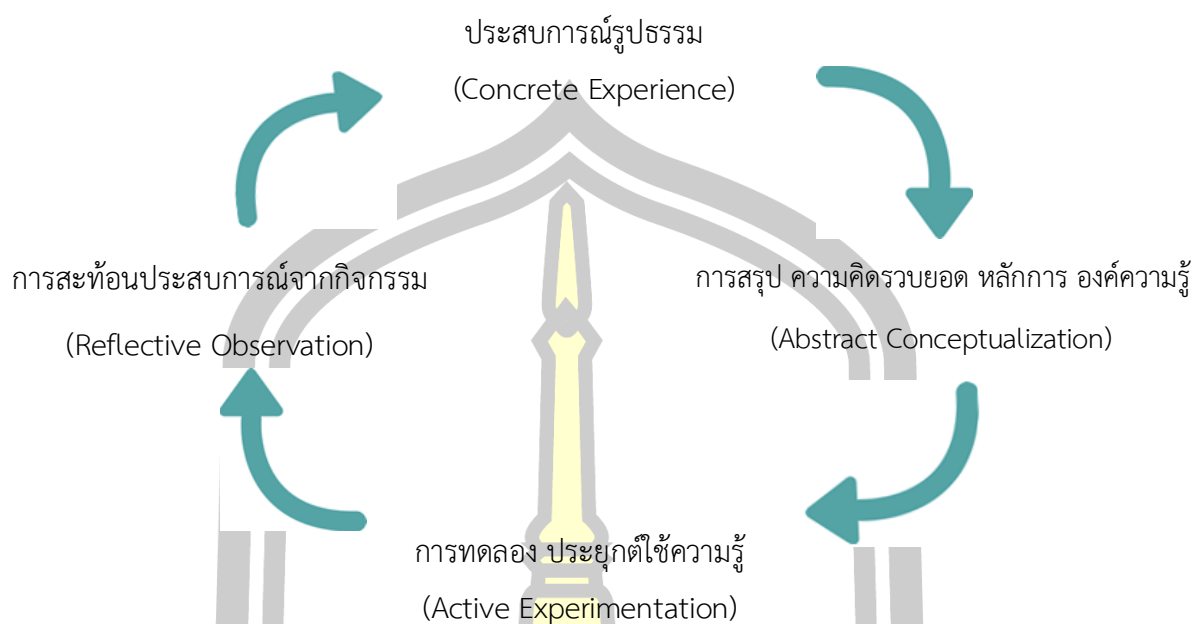 ประสบการณ์รูปธรรม
(Concrete Experience)
การสะท้อนประสบการณ์จากกิจกรรม
(Reflective Observation)
การสรุป ความคิดรวบยอด หลักการ องค์ความรู้
(Abstract Conceptualization)
การทดลอง ประยุกต์ใช้ความรู้
(Active Experimentation)